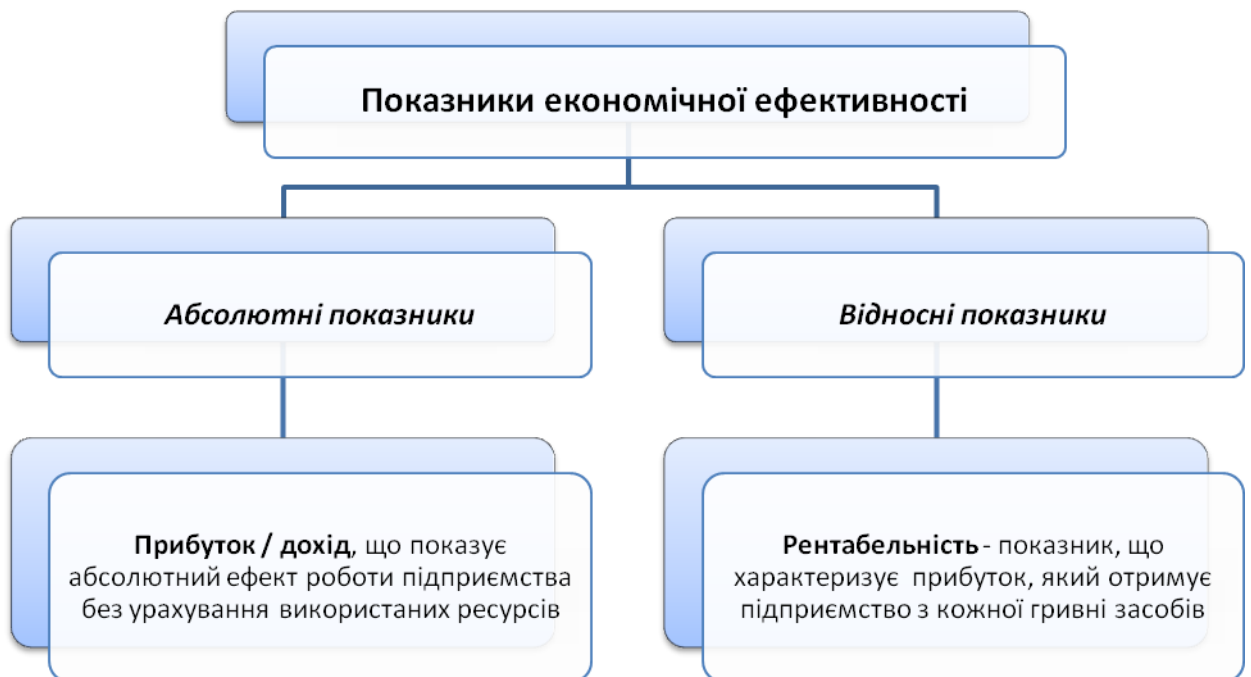 Показники економічної ефективності
Абсолютні показники
Відносні показники
Прибуток / дохід, що показує
абсолютний ефект роботи підприємства
без урахування використаних ресурсів
Рентабельність - показник, що
характеризує прибуток, який отримує
підприємство з кожної гривні засобів